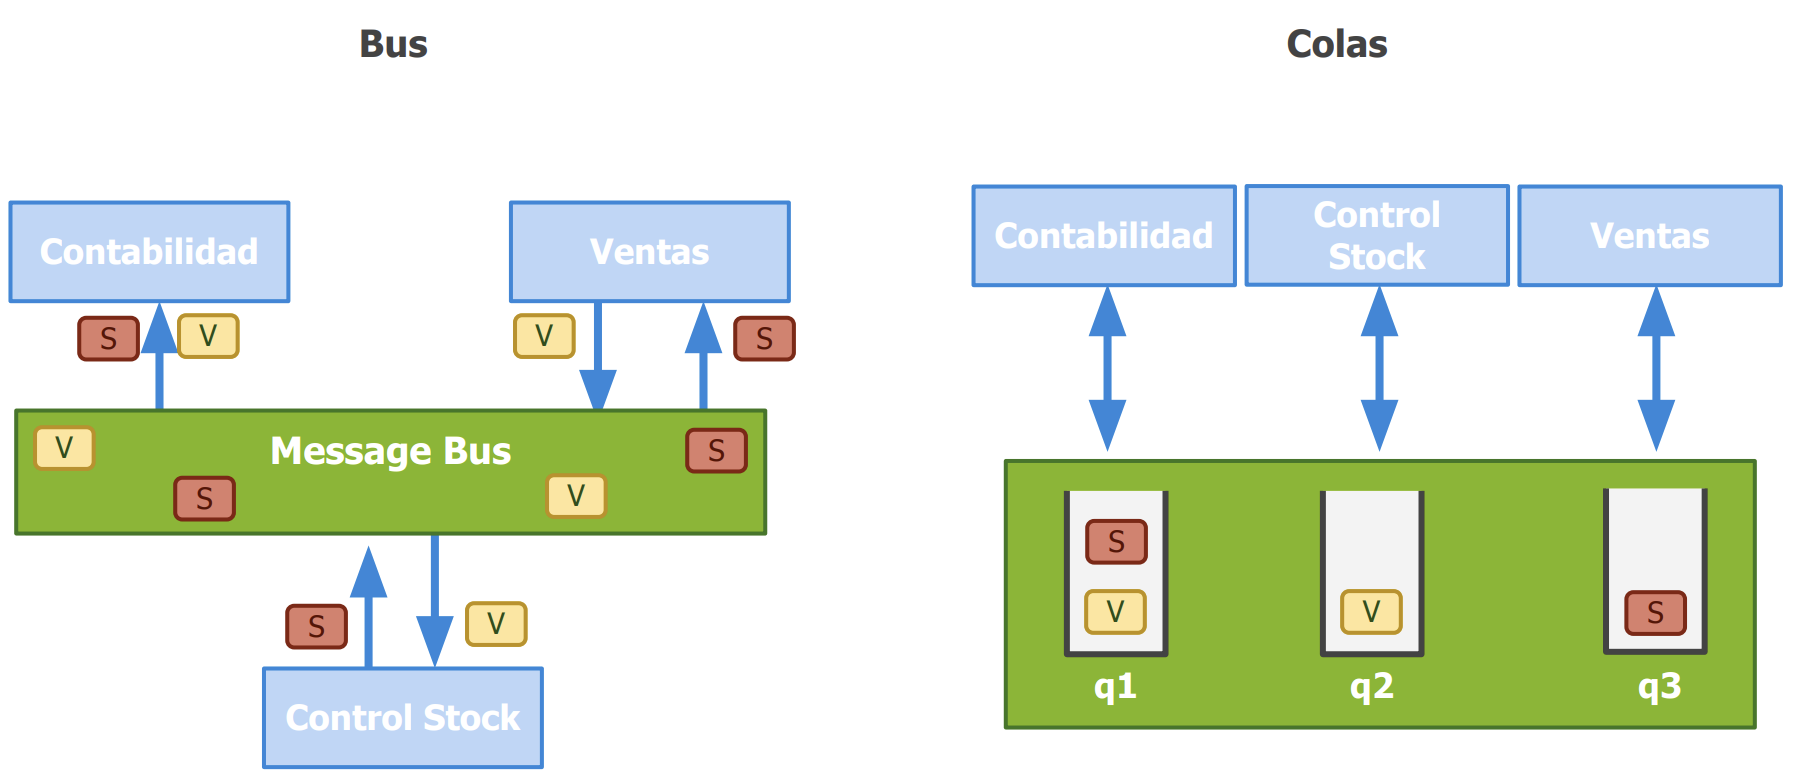 Bus
Contabilidad
Ventas
S
V
V
S
V
Message Bus
S
S
V
S
V
Control Stock
Colas
Contabilidad
Control
Stock
Ventas
S
V
V
S
q1
q2
q3